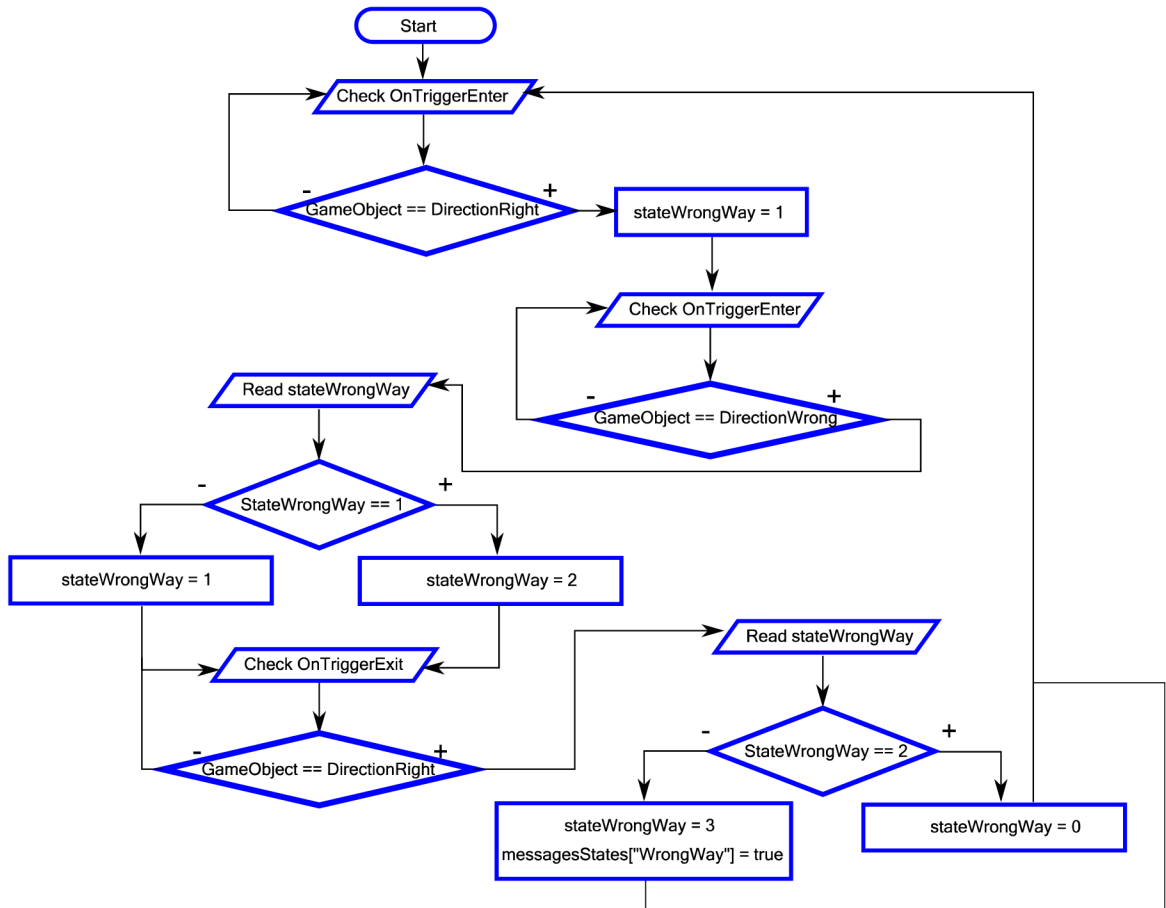 Start
Check OnTriggerEnter
-
+
GameObject == DirectionRight
stateWrongWay = 1
Check OnTriggerEnter
-
+
GameObject == DirectionWrong
Read stateWrongWay
-
+
StateWrongWay == 1
stateWrongWay = 1
stateWrongWay = 2
Check OnTriggerExit
-
+
GameObject == DirectionRight
Read stateWrongWay
-
+
StateWrongWay == 2
stateWrongWay = 3
messagesStates["WrongWay"] = true
stateWrongWay = 0